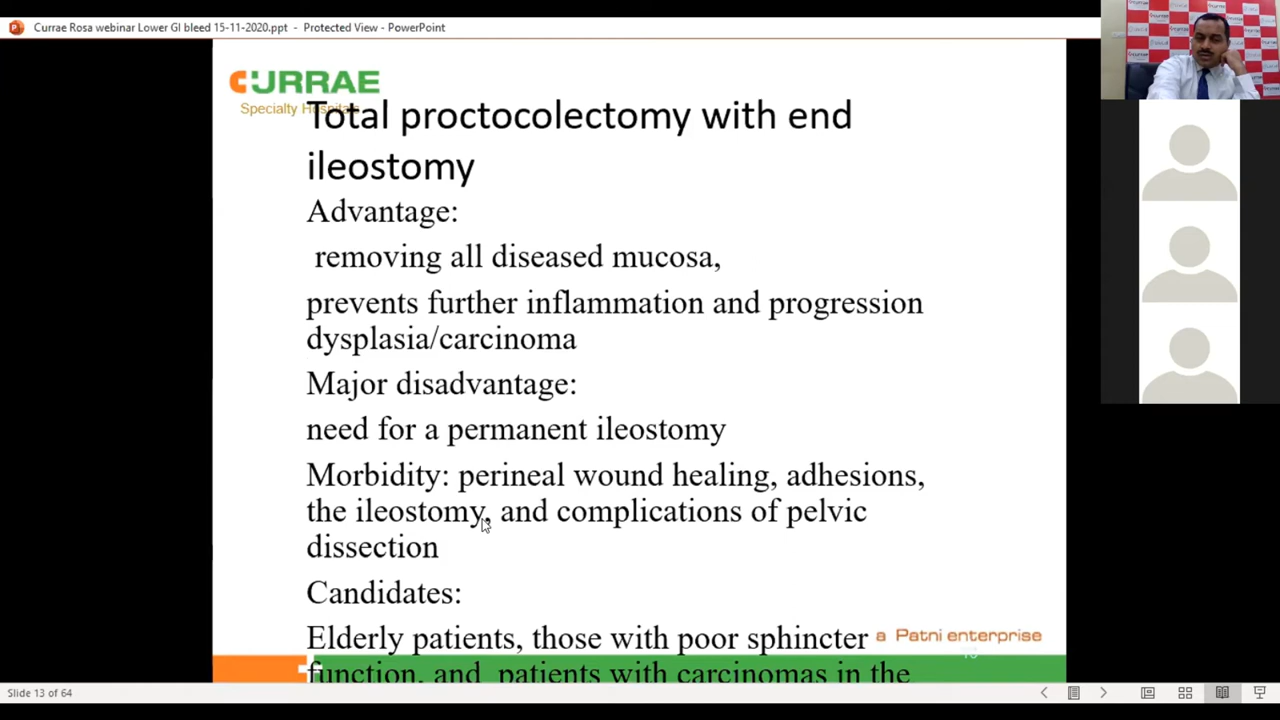 Currae Rosa webinar Lower GI bleed 15-11-2020.ppt - Protected View - PowerPoint
CURRAE
Specialty Hospitals
Total proctocolectomy with end
ileostomy
Advantage:
removing all diseased mucosa,
prevents further inflammation and progression
dysplasia/carcinoma
Major disadvantage:
need for a permanent ileostomy
Morbidity: perineal wound healing, adhesions,
the ileostomy, and complications of pelvic
dissection
Candidates:
Elderly patients, those with poor sphincter
a Patni enterprise
function, and patients with carcinomas in the
Slide 13 of 64